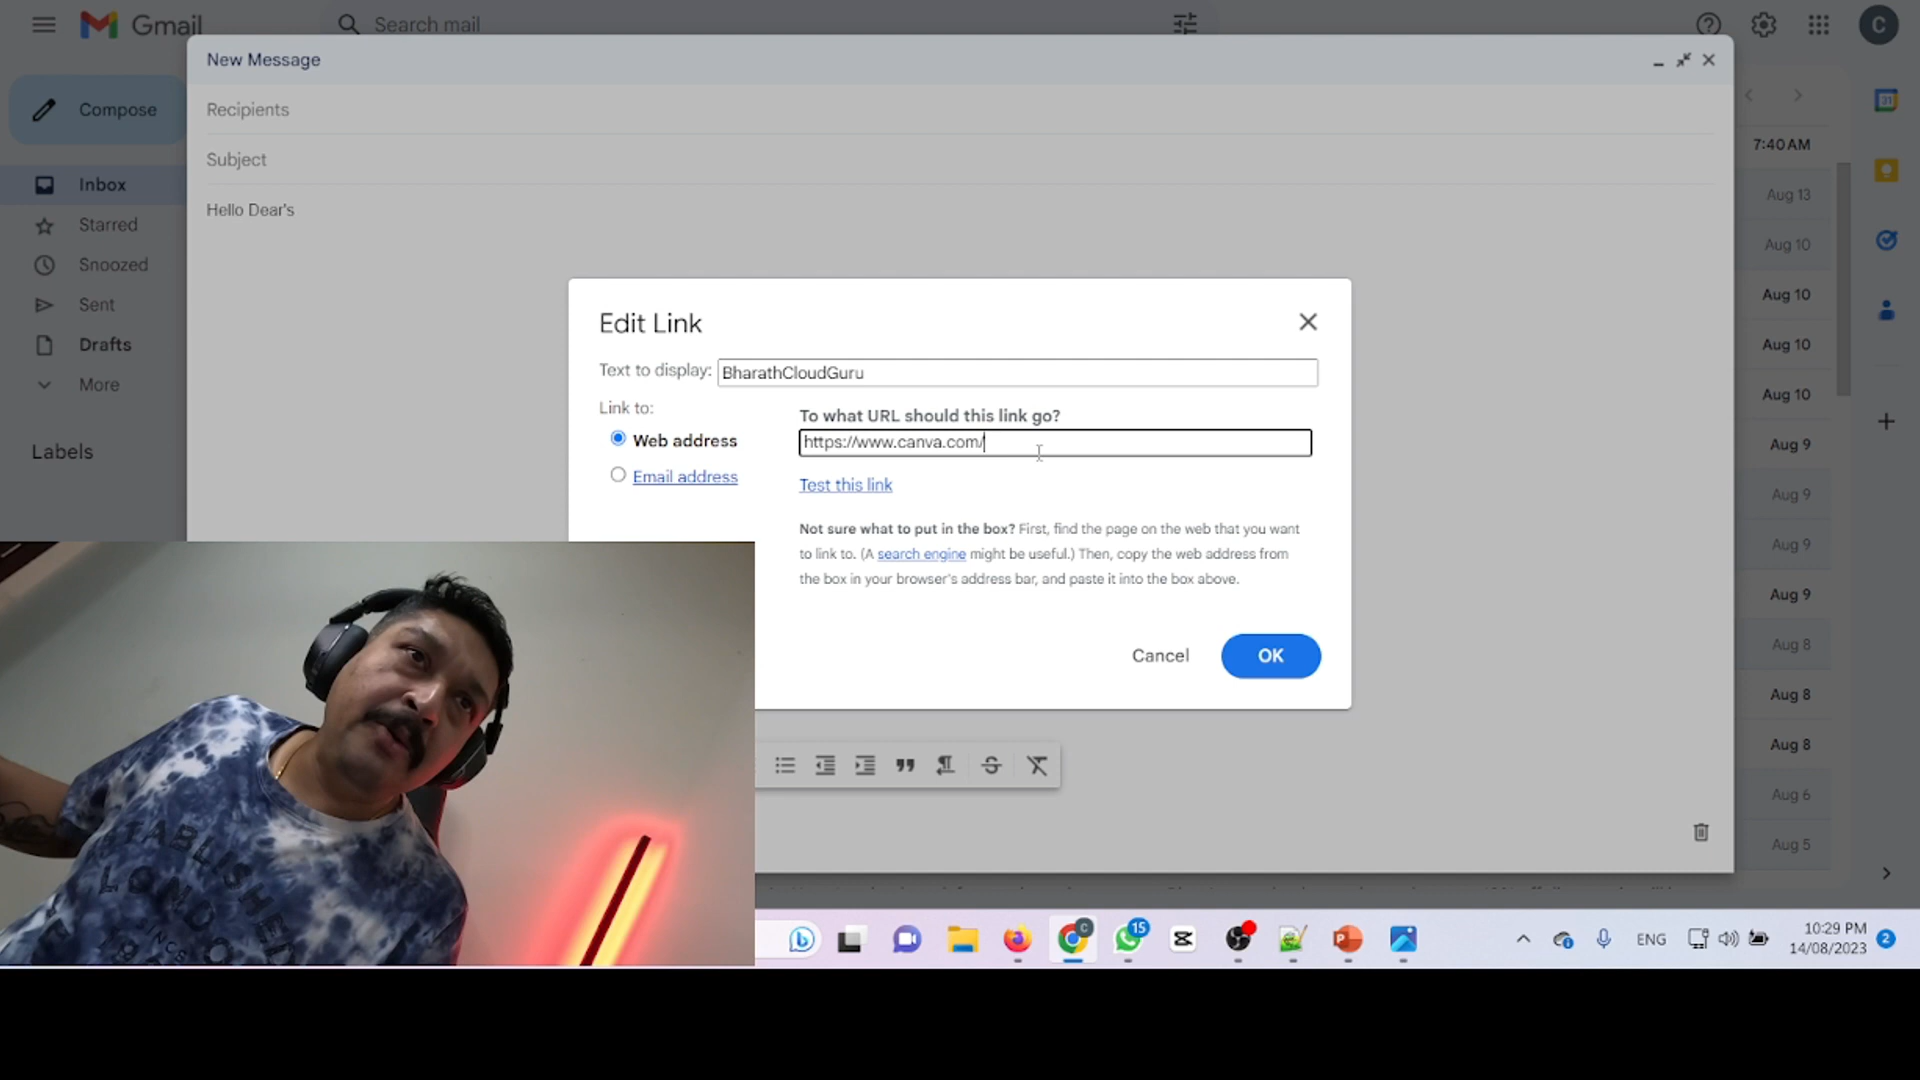 Gmail
Search mail
C
New Message
Compose
Recipients
Subject
Hello Dear's
Inbox
Starred
Snoozed
Sent
Drafts
More
Labels
7:40 AM
Aug 13
Aug 10
Aug 10
Aug 10
Aug 10
Aug 9
Aug 9
Aug 9
Aug 9
Aug 8
Aug 8
Aug 8
Aug 6
Aug 5
31
Edit Link
Text to display: BharathCloudGuru
Link to:
Web address
Email address
To what URL should this link go?
https://www.canva.com/
Test this link
Not sure what to put in the box? First, find the page on the web that you want
to link to. (A search engine might be useful.) Then, copy the web address from
the box in your browser's address bar, and paste it into the box above.
Cancel
OK
C
15
ENG
10:29 PM
14/08/2023
2